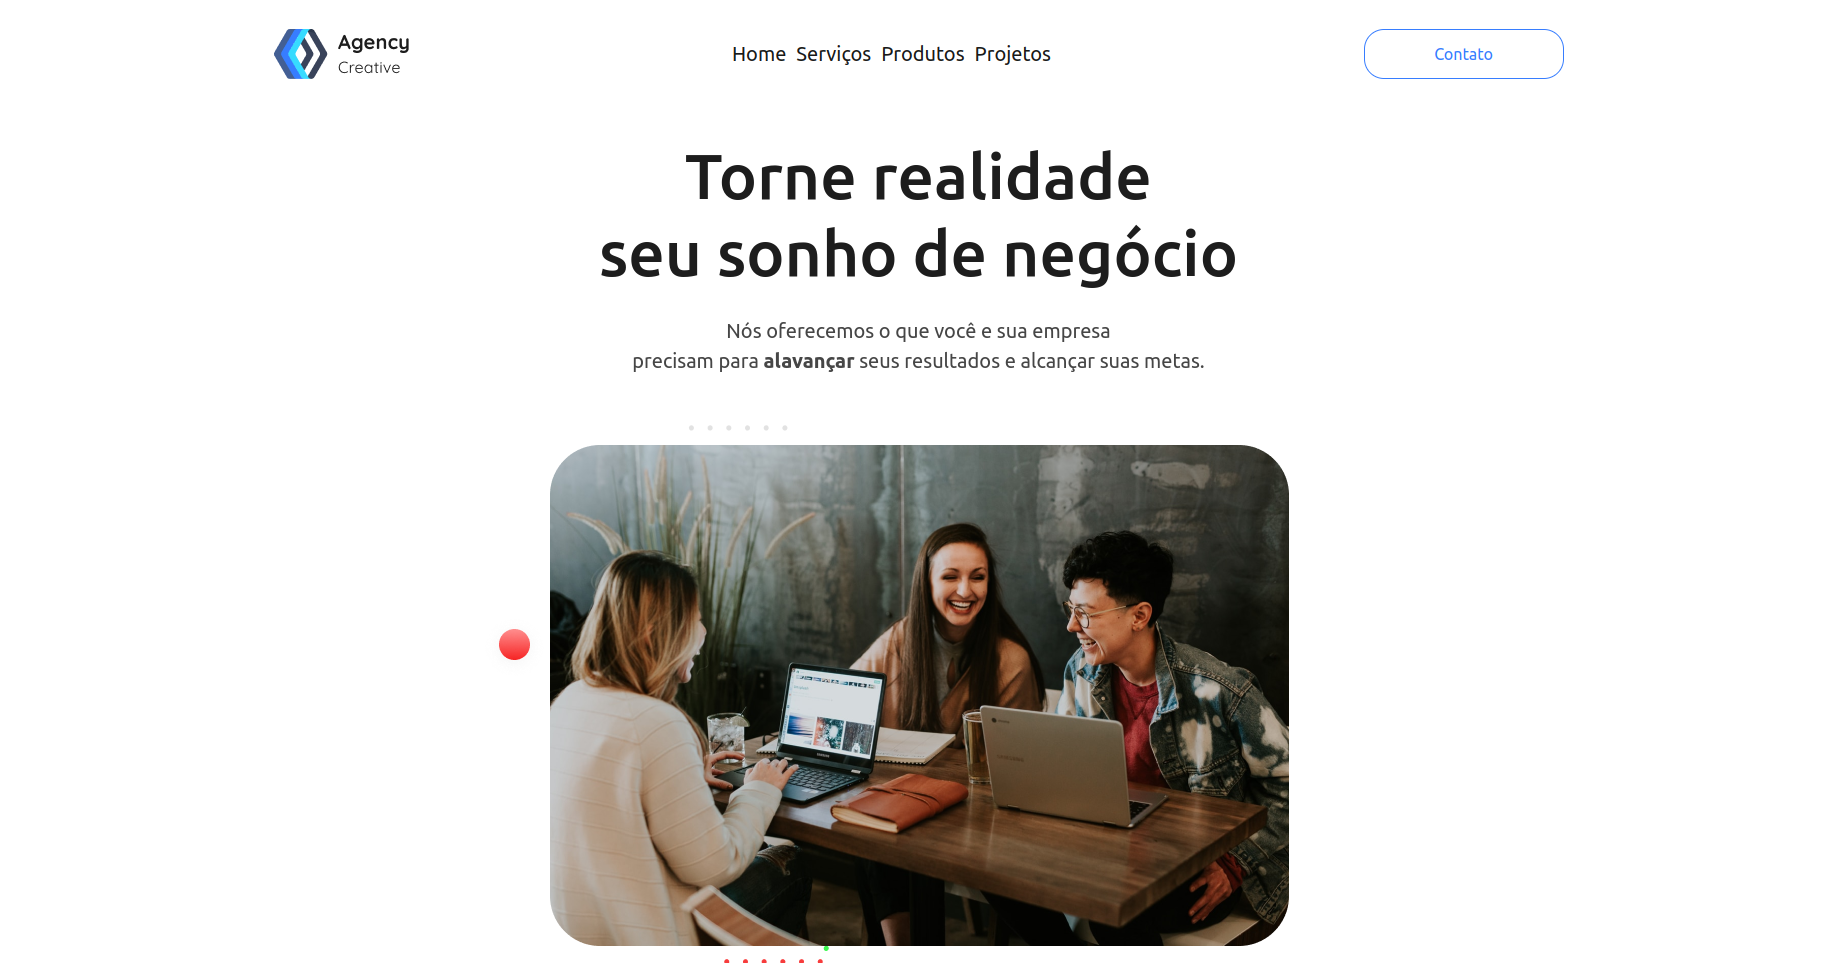 Agency
Creative
Home Serviços Produtos Projetos
Contato
Torne realidade
seu sonho de negócio
Nós oferecemos o que você e sua empresa
precisam para alavançar seus resultados e alcançar suas metas.